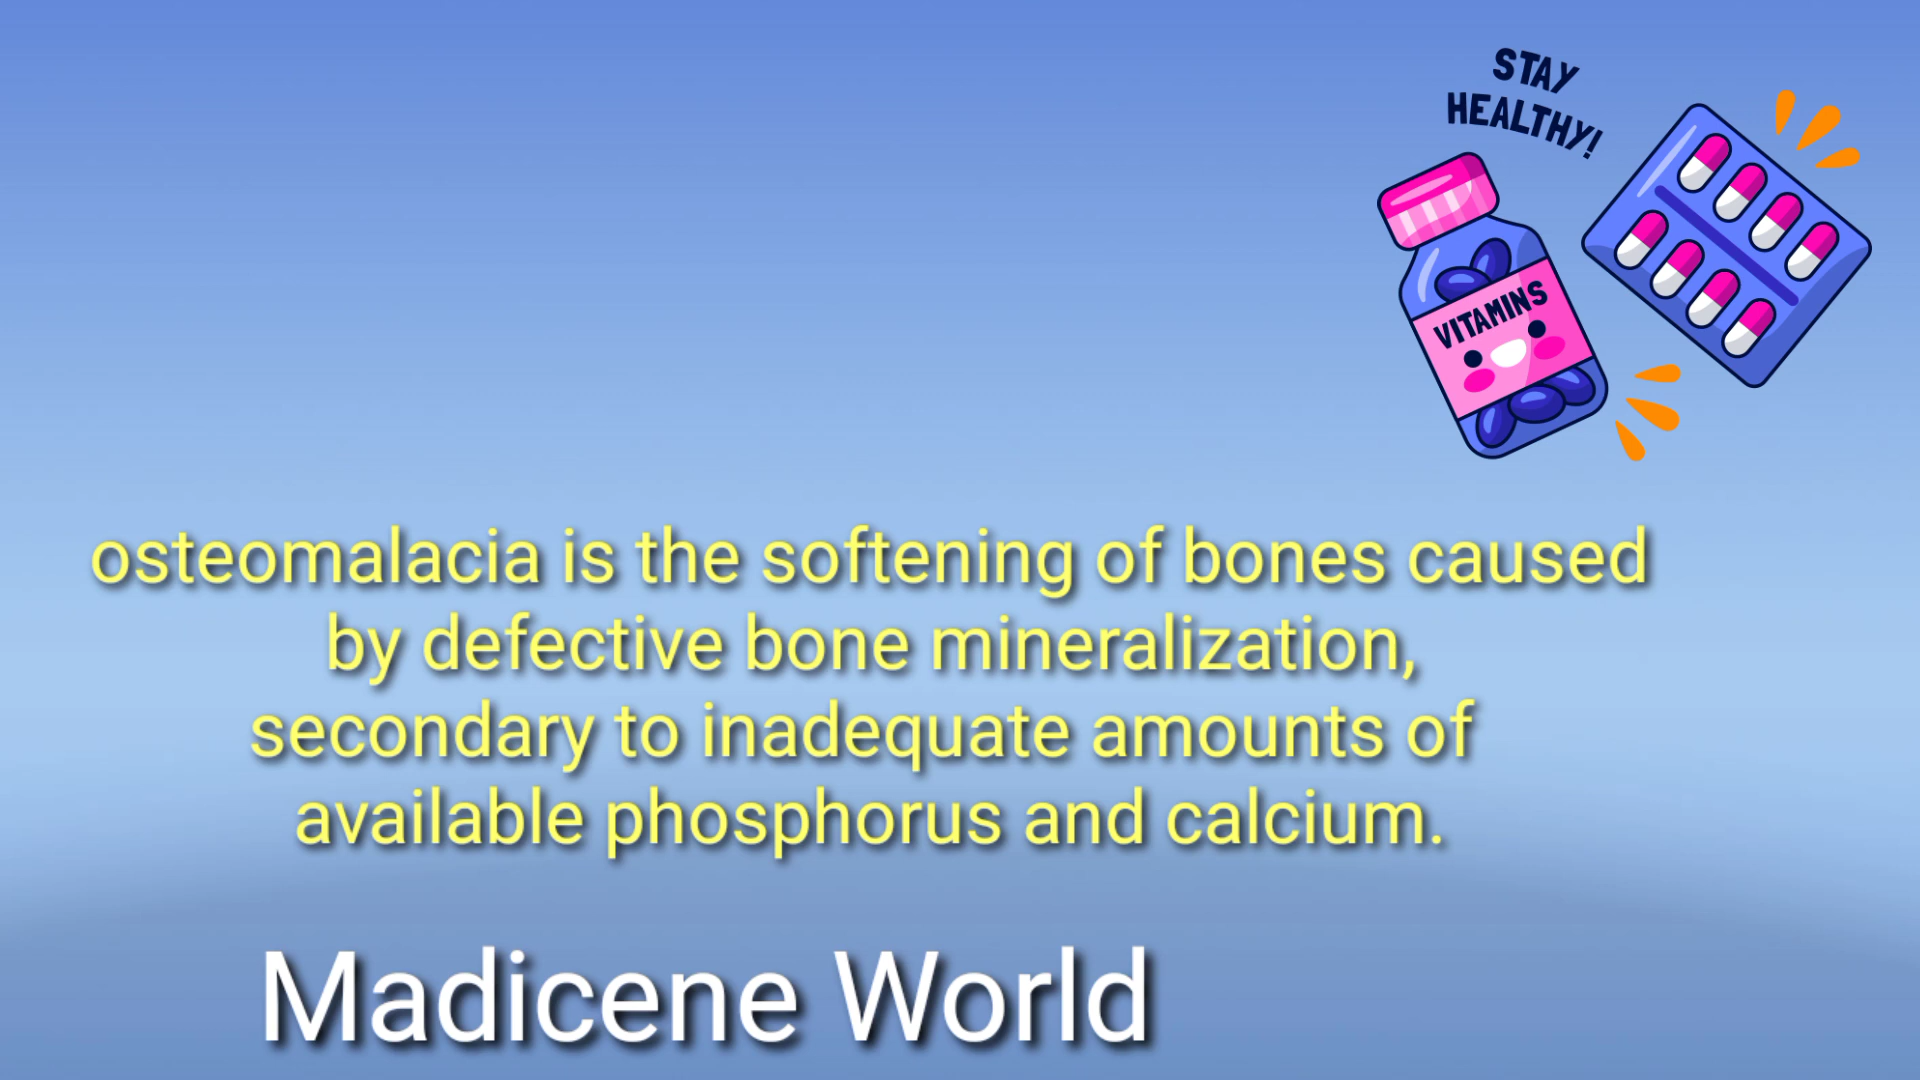 STAY
HEALTHY!
VITAMINS
osteomalacia is the softening of bones caused
by defective bone mineralization,
secondary to inadequate amounts of
available phosphorus and calcium.
Madicene World